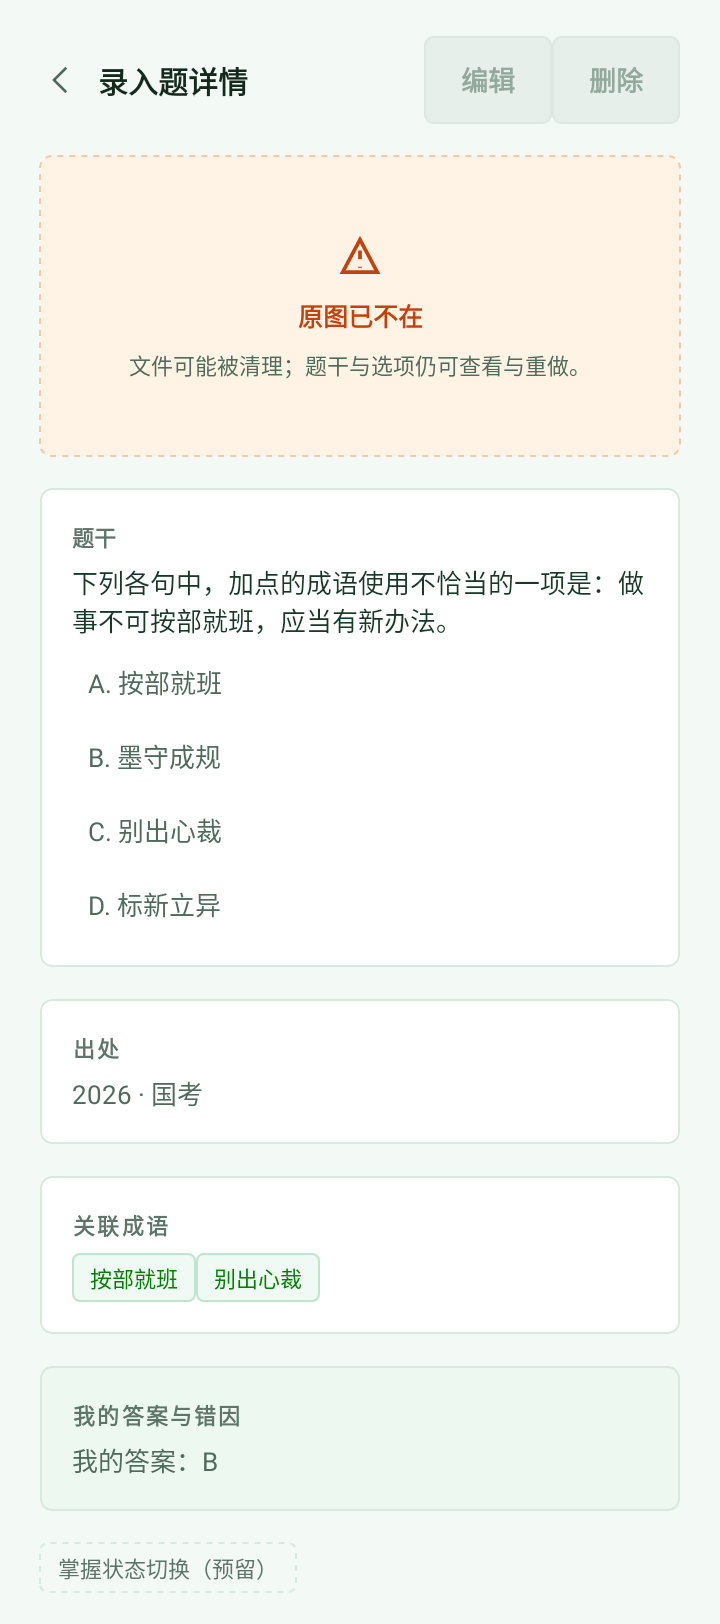 录入题详情
编辑
删除
原图已不在
文件可能被清理；题干与选项仍可查看与重做。
题干
下列各句中，加点的成语使用不恰当的一项是：做
事不可按部就班，应当有新办法。
A. 按部就班
B. 墨守成规
C. 别出心裁
D. 标新立异
出处
2026 · 国考
关联成语
按部就班
别出心裁
我的答案与错因
我的答案：B
掌握状态切换（预留）